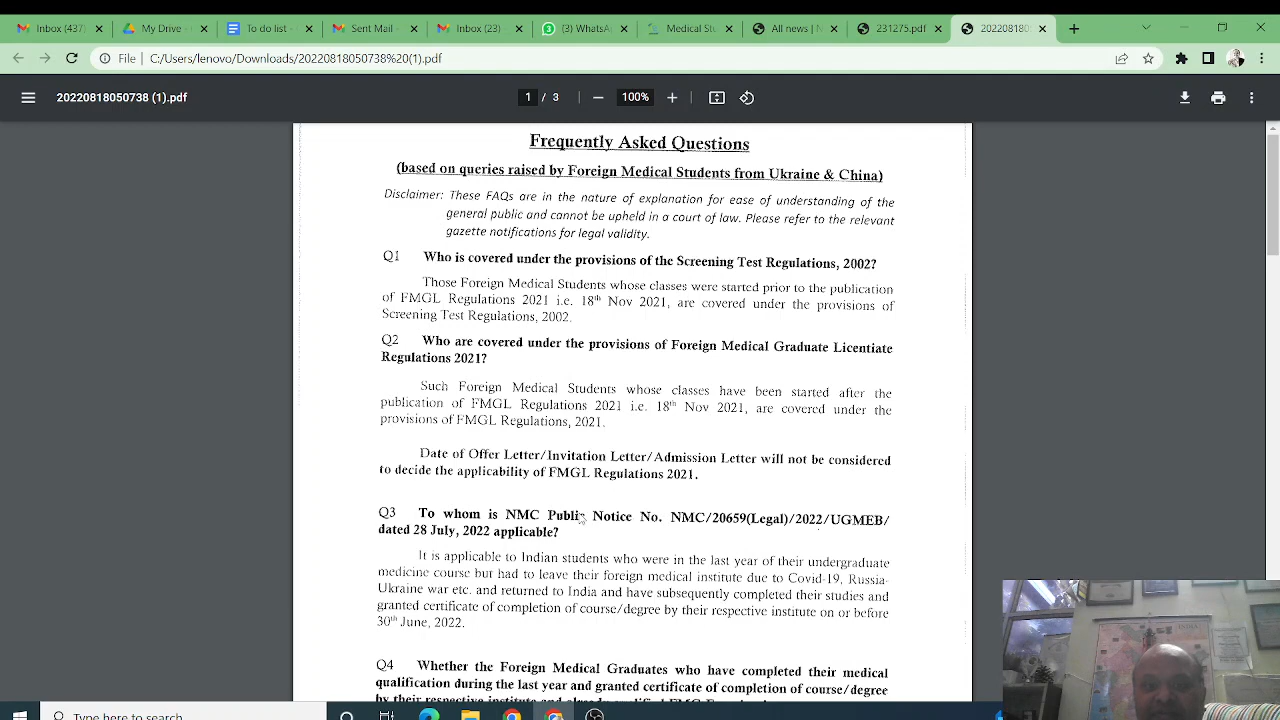 Inbox (437)
My Drive -
To do list -
Sent Mail -
Inbox (23) -
(3) WhatsA
Medical Stu
All news | N
231275.pdf
2022081805
File | C:/Users/lenovo/Downloads/20220818050738%20(1).pdf
20220818050738 (1).pdf
1 / 3
100%
Frequently Asked Questions
(based on queries raised by Foreign Medical Students from Ukraine & China)
Disclaimer: These FAQs are in the nature of explanation for ease of understanding of the
general public and cannot be upheld in a court of law. Please refer to the relevant
gazette notifications for legal validity.
Q1 Who is covered under the provisions of the Screening Test Regulations, 2002?
Those Foreign Medical Students whose classes were started prior to the publication
of FMGL Regulations 2021 i.e. 18th Nov 2021, are covered under the provisions of
Screening Test Regulations, 2002.
Q2 Who are covered under the provisions of Foreign Medical Graduate Licentiate
Regulations 2021?
Such Foreign Medical Students whose classes have been started after the
publication of FMGL Regulations 2021 i.e. 18th Nov 2021, are covered under the
provisions of FMGL Regulations, 2021.
Date of Offer Letter/Invitation Letter/Admission Letter will not be considered
to decide the applicability of FMGL Regulations 2021.
Q3 To whom is NMC Public Notice No. NMC/20659(Legal)/2022/UGMEB/
dated 28 July, 2022 applicable?
It is applicable to Indian students who were in the last year of their undergraduate
medicine course but had to leave their foreign medical institute due to Covid-19, Russia-
Ukraine war etc. and returned to India and have subsequently completed their studies and
granted certificate of completion of course/degree by their respective institute on or before
30th June, 2022.
Q4 Whether the Foreign Medical Graduates who have completed their medical
qualification during the last year and granted certificate of completion of course/degree
by their respective institute and already qualified FMG
Type here to search